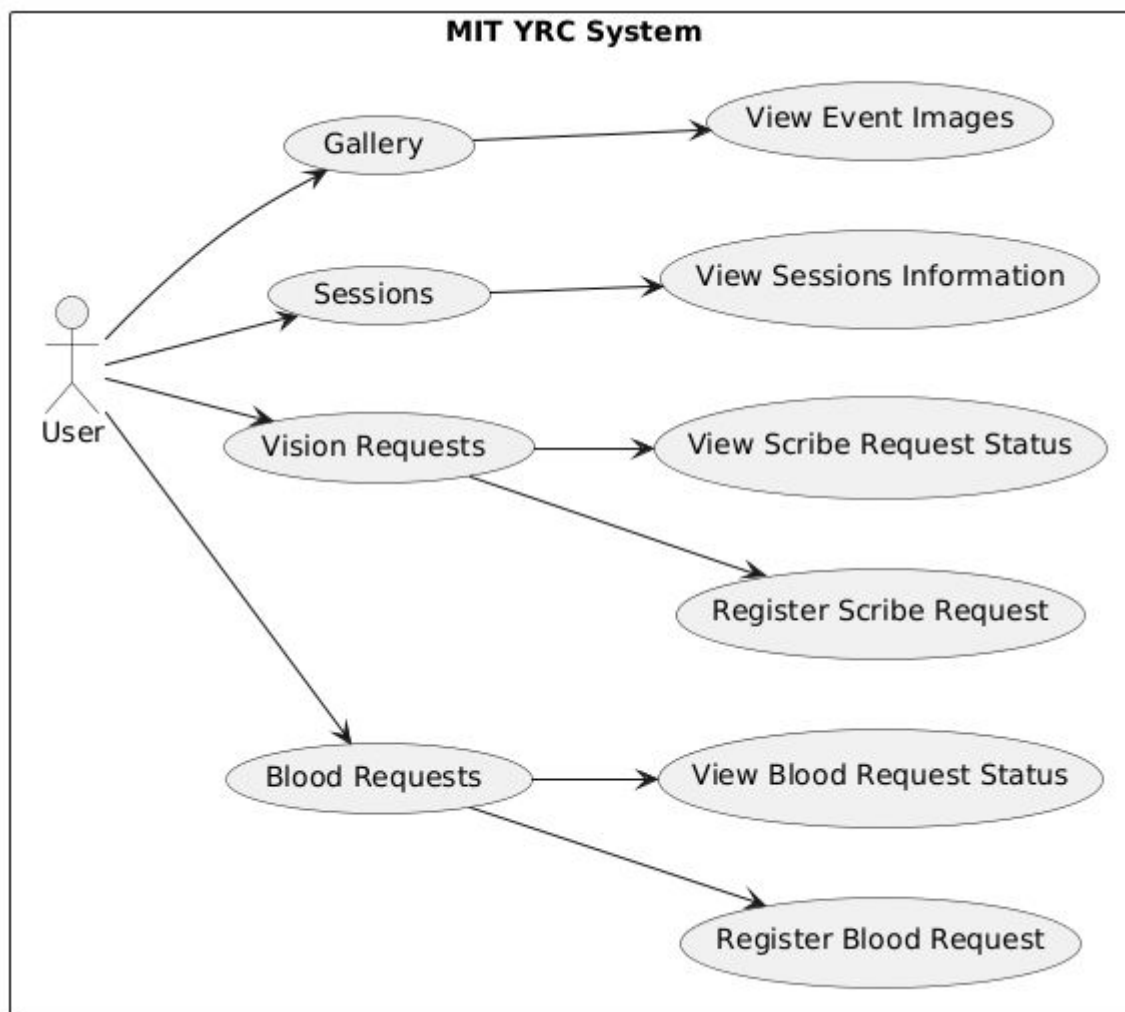 MIT YRC System
Gallery
View Event Images
Sessions
View Sessions Information
User
Vision Requests
View Scribe Request Status
Register Scribe Request
Blood Requests
View Blood Request Status
Register Blood Request